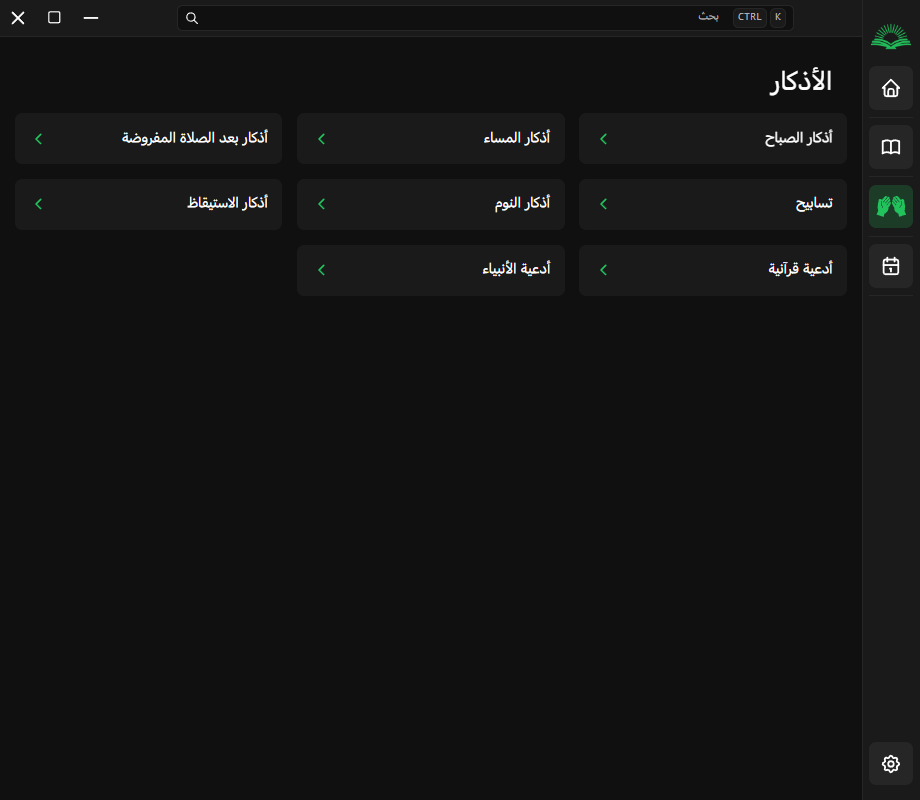 بحث
CTRL K
الأذكار
أذكار الصباح
أذكار المساء
أذكار بعد الصلاة المفروضة
تسابيح
أذكار النوم
أذكار الاستيقاظ
أدعية قرآنية
أدعية الأنبياء